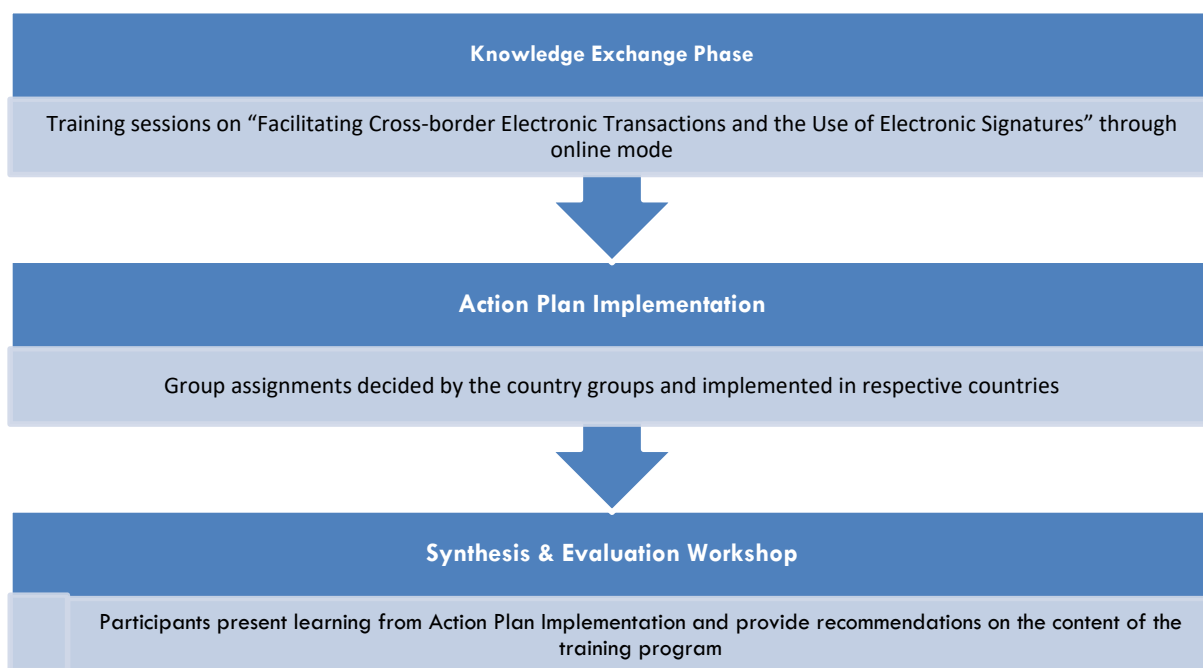 Knowledge Exchange Phase
Training sessions on “Facilitating Cross-border Electronic Transactions and the Use of Electronic Signatures” through
online mode
Action Plan Implementation
Group assignments decided by the country groups and implemented in respective countries
Synthesis & Evaluation Workshop
Participants present learning from Action Plan Implementation and provide recommendations on the content of the
training program